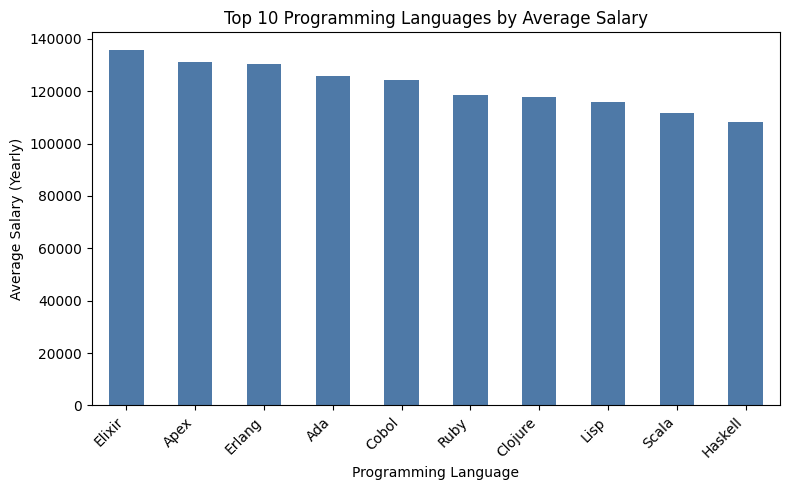 Top 10 Programming Languages by Average Salary
140000
120000
100000
80000
60000
40000
20000
0
Average Salary (Yearly)
Elixir
Apex
Erlang
Ada
Cobol
Ruby
Clojure
Lisp
Scala
Haskell
Programming Language